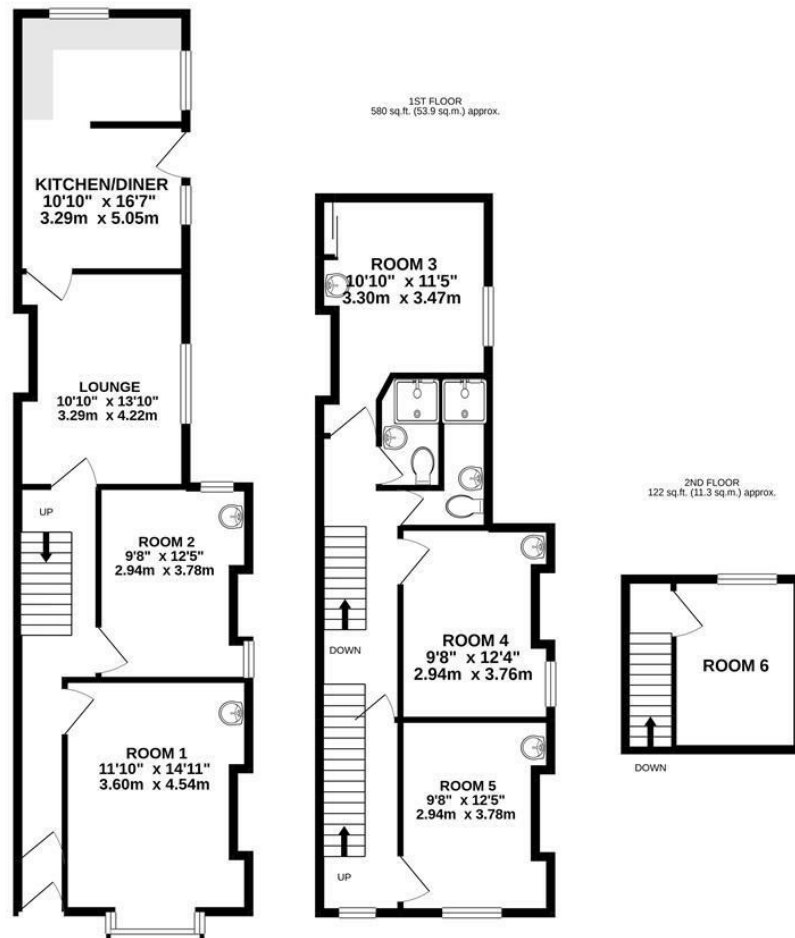 KITCHEN/DINER
10'10" x 16'7"
3.29m x 5.05m
LOUNGE
10'10" x 13'10"
3.29m x 4.22m
UP
ROOM 2
9'8" x 12'5"
2.94m x 3.78m
ROOM 1
11'10" x 14'11"
3.60m x 4.54m
1ST FLOOR
580 sq.ft. (53.9 sq.m.) approx.
ROOM 3
10'10" x 11'5"
3.30m x 3.47m
DOWN
ROOM 4
9'8" x 12'4"
2.94m x 3.76m
ROOM 5
9'8" x 12'5"
2.94m x 3.78m
UP
2ND FLOOR
122 sq.ft. (11.3 sq.m.) approx.
ROOM 6
DOWN